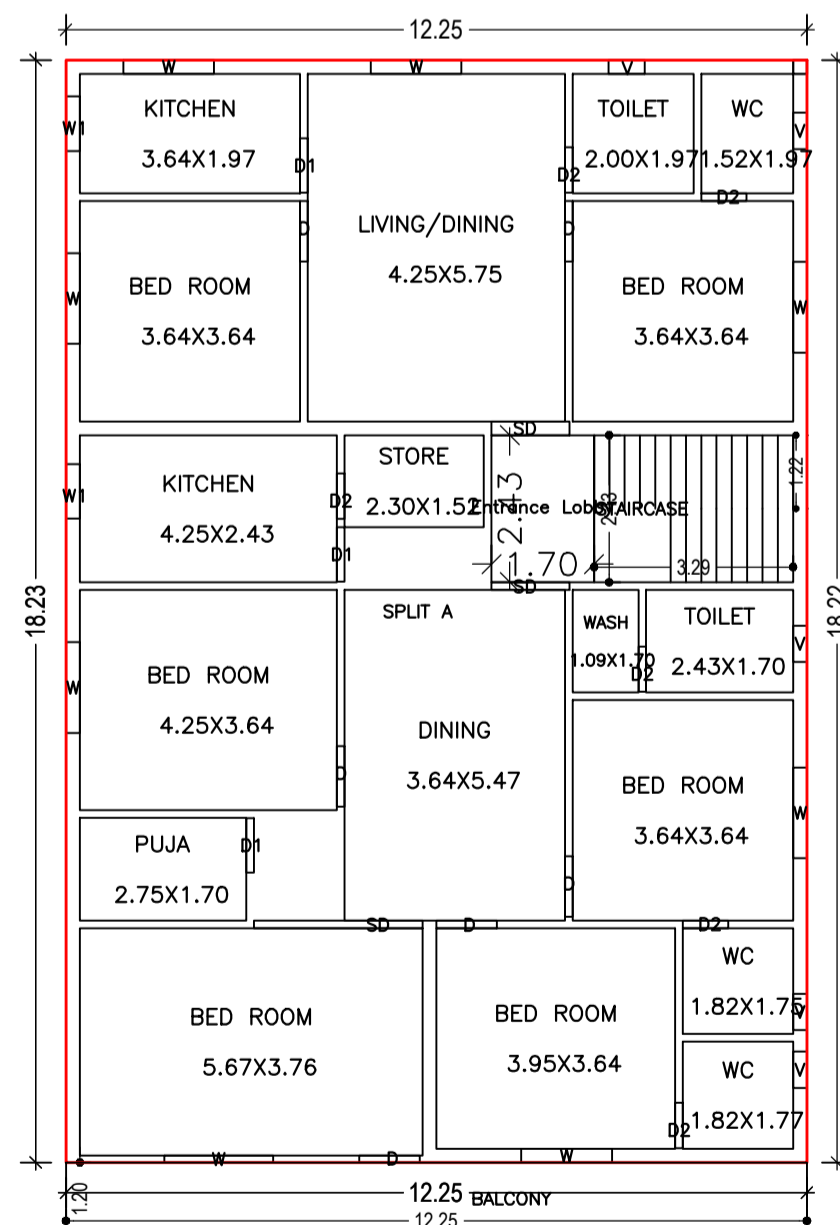 12.25
W
W
V
KITCHEN
3.64X1.97
W1
D1
LIVING/DINING
4.25X5.75
D2
TOILET
2.00X1.97
WC
1.52X1.97
V
D2
D
D
BED ROOM
3.64X3.64
W
BED ROOM
3.64X3.64
W
SD
KITCHEN
4.25X2.43
W1
D2
D1
STORE
2.30X1.52
2.43
1.70
Entrance Lobby
STAIRCASE
1.22
3.29
SD
18.23
18.22
SPLIT A
WASH
1.09X1.70
D2
TOILET
2.43X1.70
V
BED ROOM
4.25X3.64
W
D
DINING
3.64X5.47
BED ROOM
3.64X3.64
W
D
PUJA
2.75X1.70
D1
SD
D
D2
WC
1.82X1.75
V
BED ROOM
5.67X3.76
BED ROOM
3.95X3.64
WC
1.82X1.77
V
D2
W
D
W
1.20
12.25
BALCONY
12.25